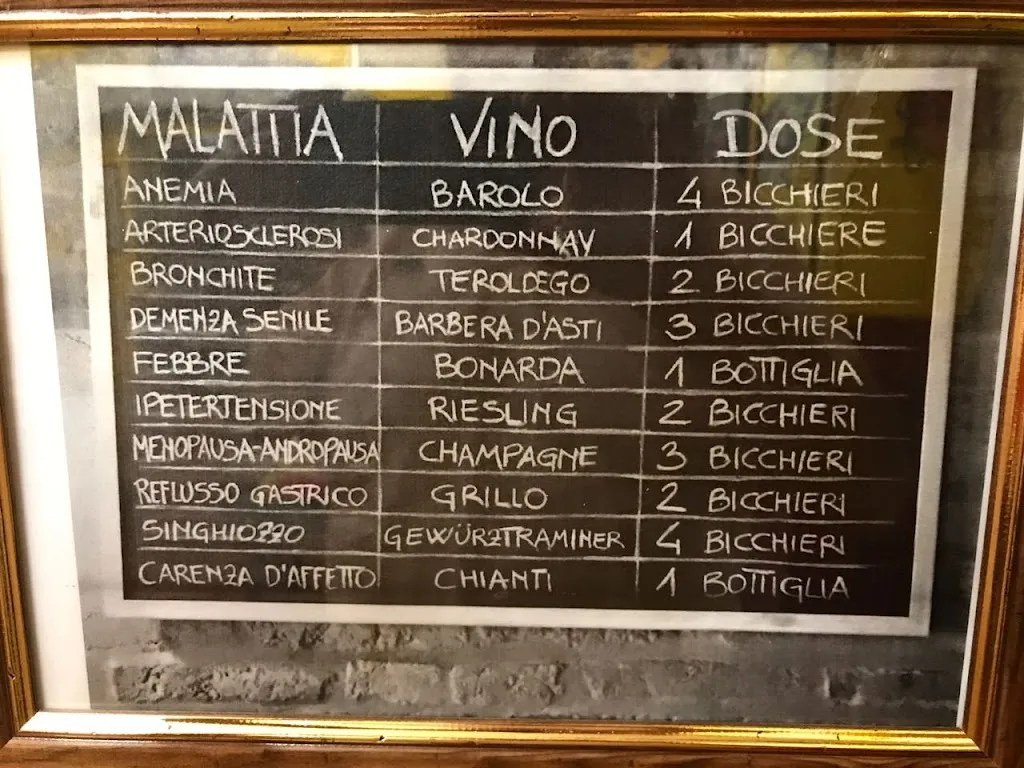 MALATTIA VINO DOSE
ANEMIA BAROLO 4 BICCHIERI
ARTERIOSCLEROSI CHARDONNAY 1 BICCHIERE
BRONCHITE TEROLDEGO 2 BICCHIERI
DEMENZA SENILE BARBERA D'ASTI 3 BICCHIERI
FEBBRE BONARDA 1 BOTTIGLIA
IPETERTENSIONE RIESLING 2 BICCHIERI
MENOPAUSA-ANDROPAUSA CHAMPAGNE 3 BICCHIERI
REFLUSSO GASTRICO GRILLO 2 BICCHIERI
SINGHIOZZO GEWÜRZTRAMINER 4 BICCHIERI
CARENZA D'AFFETTO CHIANTI 1 BOTTIGLIA